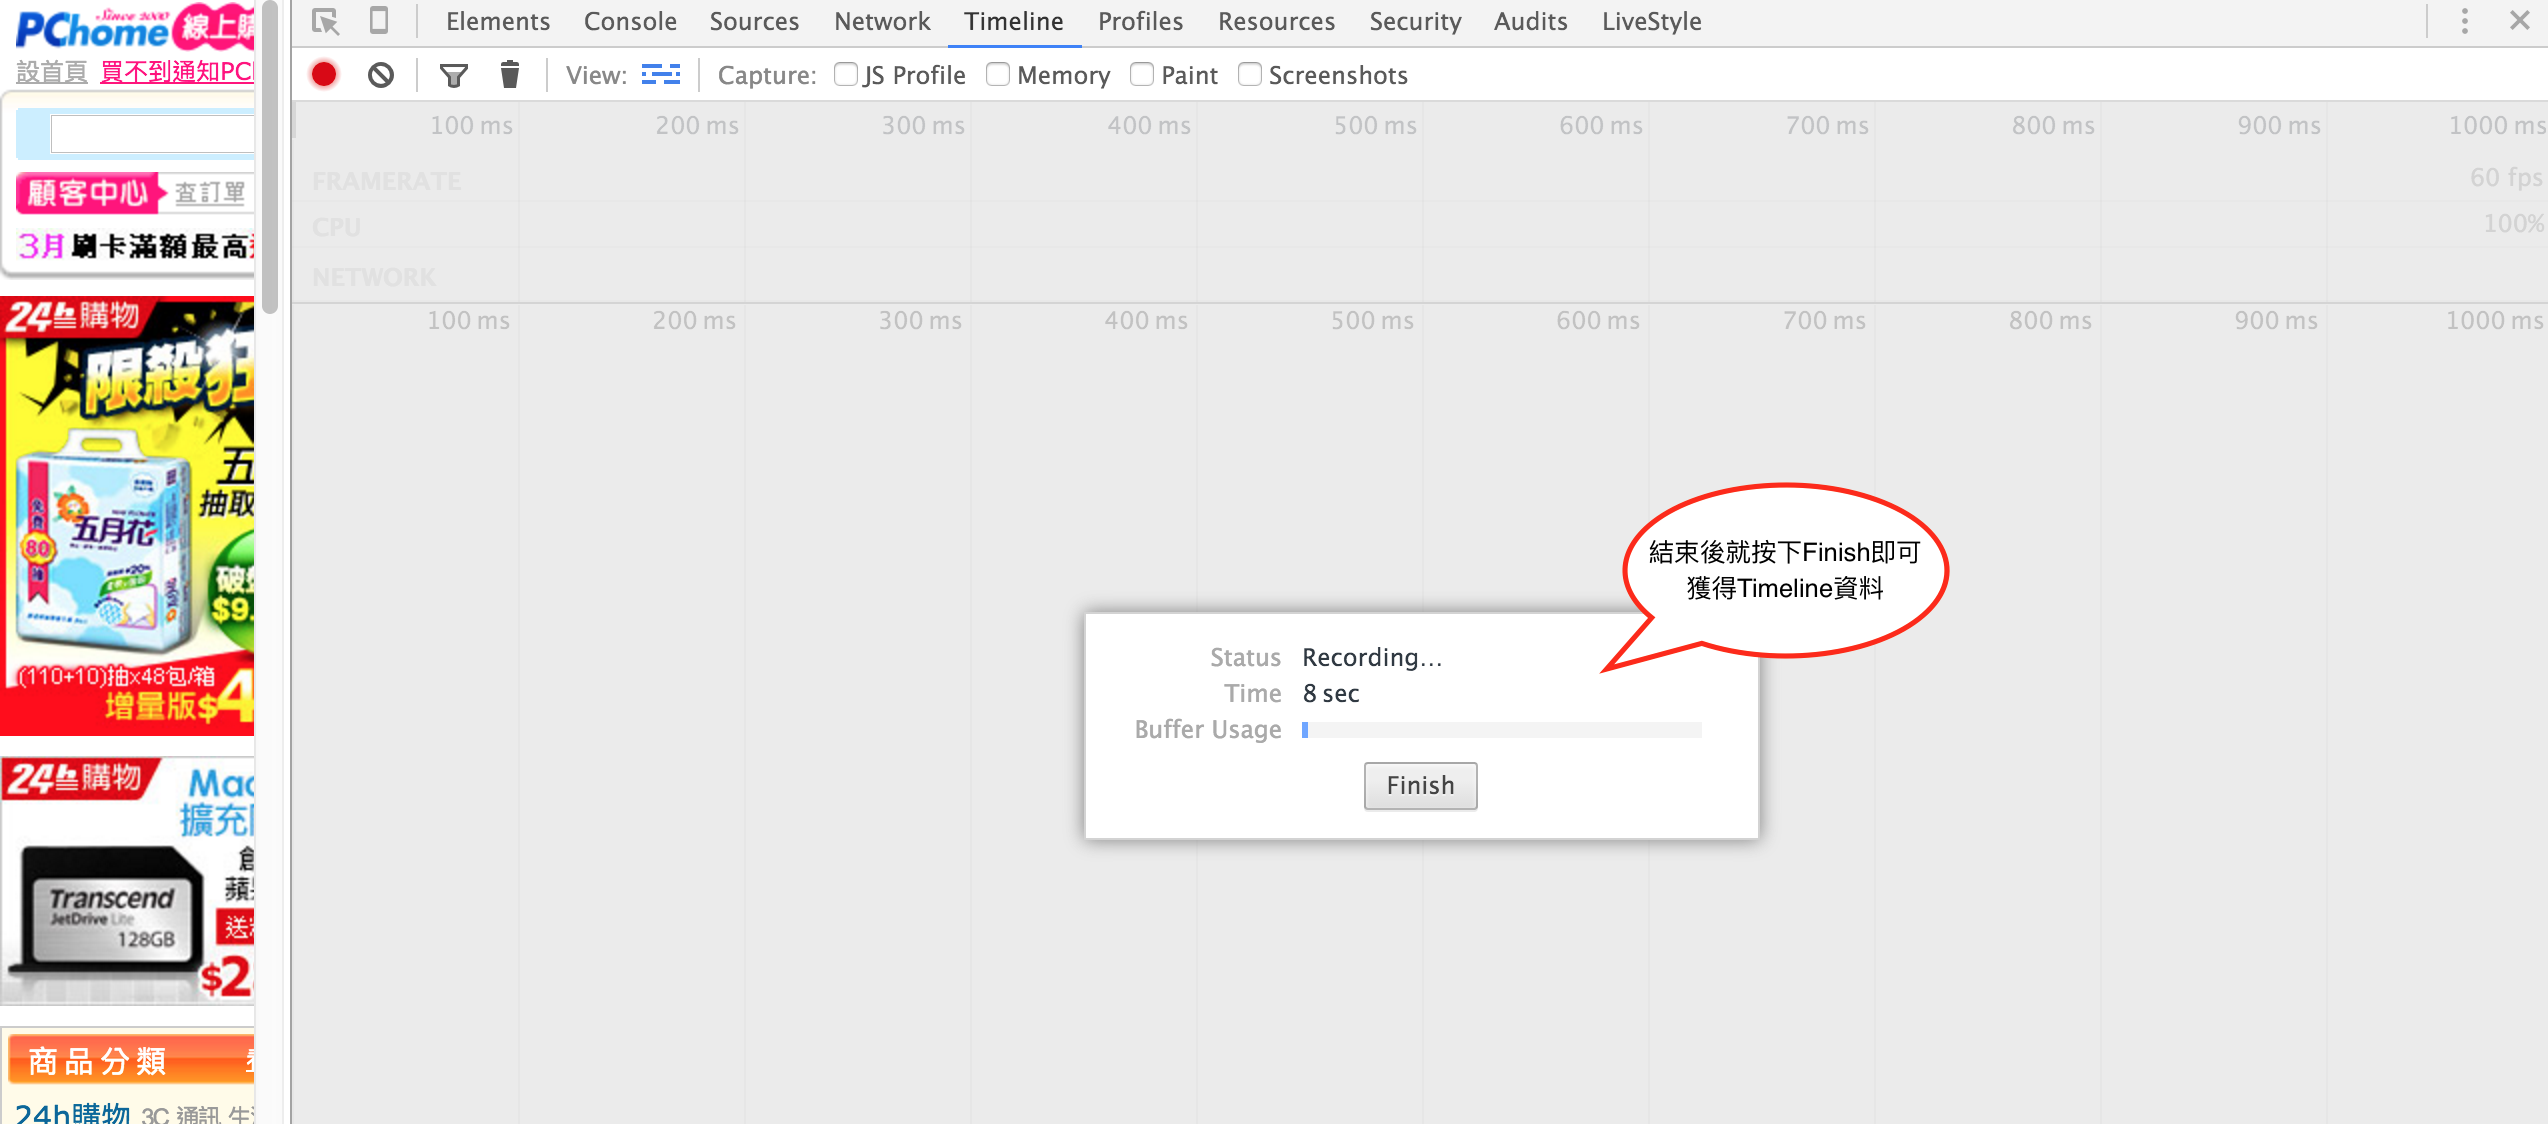 Since 2000
PChome 線上購
設首頁 買不到通知PC
顧客中心 查訂單
3月 刷卡滿額最高
24h購物
限殺狂
五
抽取
五月花
80
$9.
(110+10)抽x48包/箱
增量版$4
24h購物
Mac
擴充
創
蘋
Transcend
JetDrive Lite
128GB
送
$2
商品分類
24h購物 3C 通訊 生
Elements Console Sources Network Timeline Profiles Resources Security Audits LiveStyle
View: Capture: JS Profile Memory Paint Screenshots
100 ms 200 ms 300 ms 400 ms 500 ms 600 ms 700 ms 800 ms 900 ms 1000 ms
FRAMERATE 60 fps
CPU 100%
NETWORK
100 ms 200 ms 300 ms 400 ms 500 ms 600 ms 700 ms 800 ms 900 ms 1000 ms
結束後就按下Finish即可
獲得Timeline資料
Status Recording...
Time 8 sec
Buffer Usage
Finish